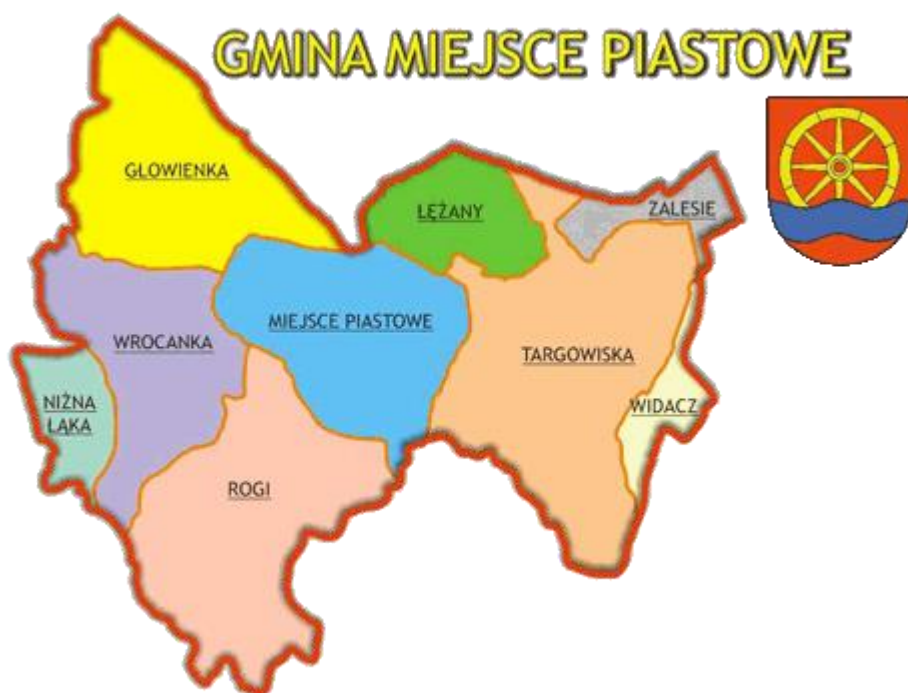 GMINA MIEJSCE PIASTOWE
GŁOWIENKA
ŁĘŻANY
ZALESIE
MIEJSCE PIASTOWE
WROCANKA
TARGOWISKA
NIŻNA
ŁĄKA
WIDACZ
ROGI